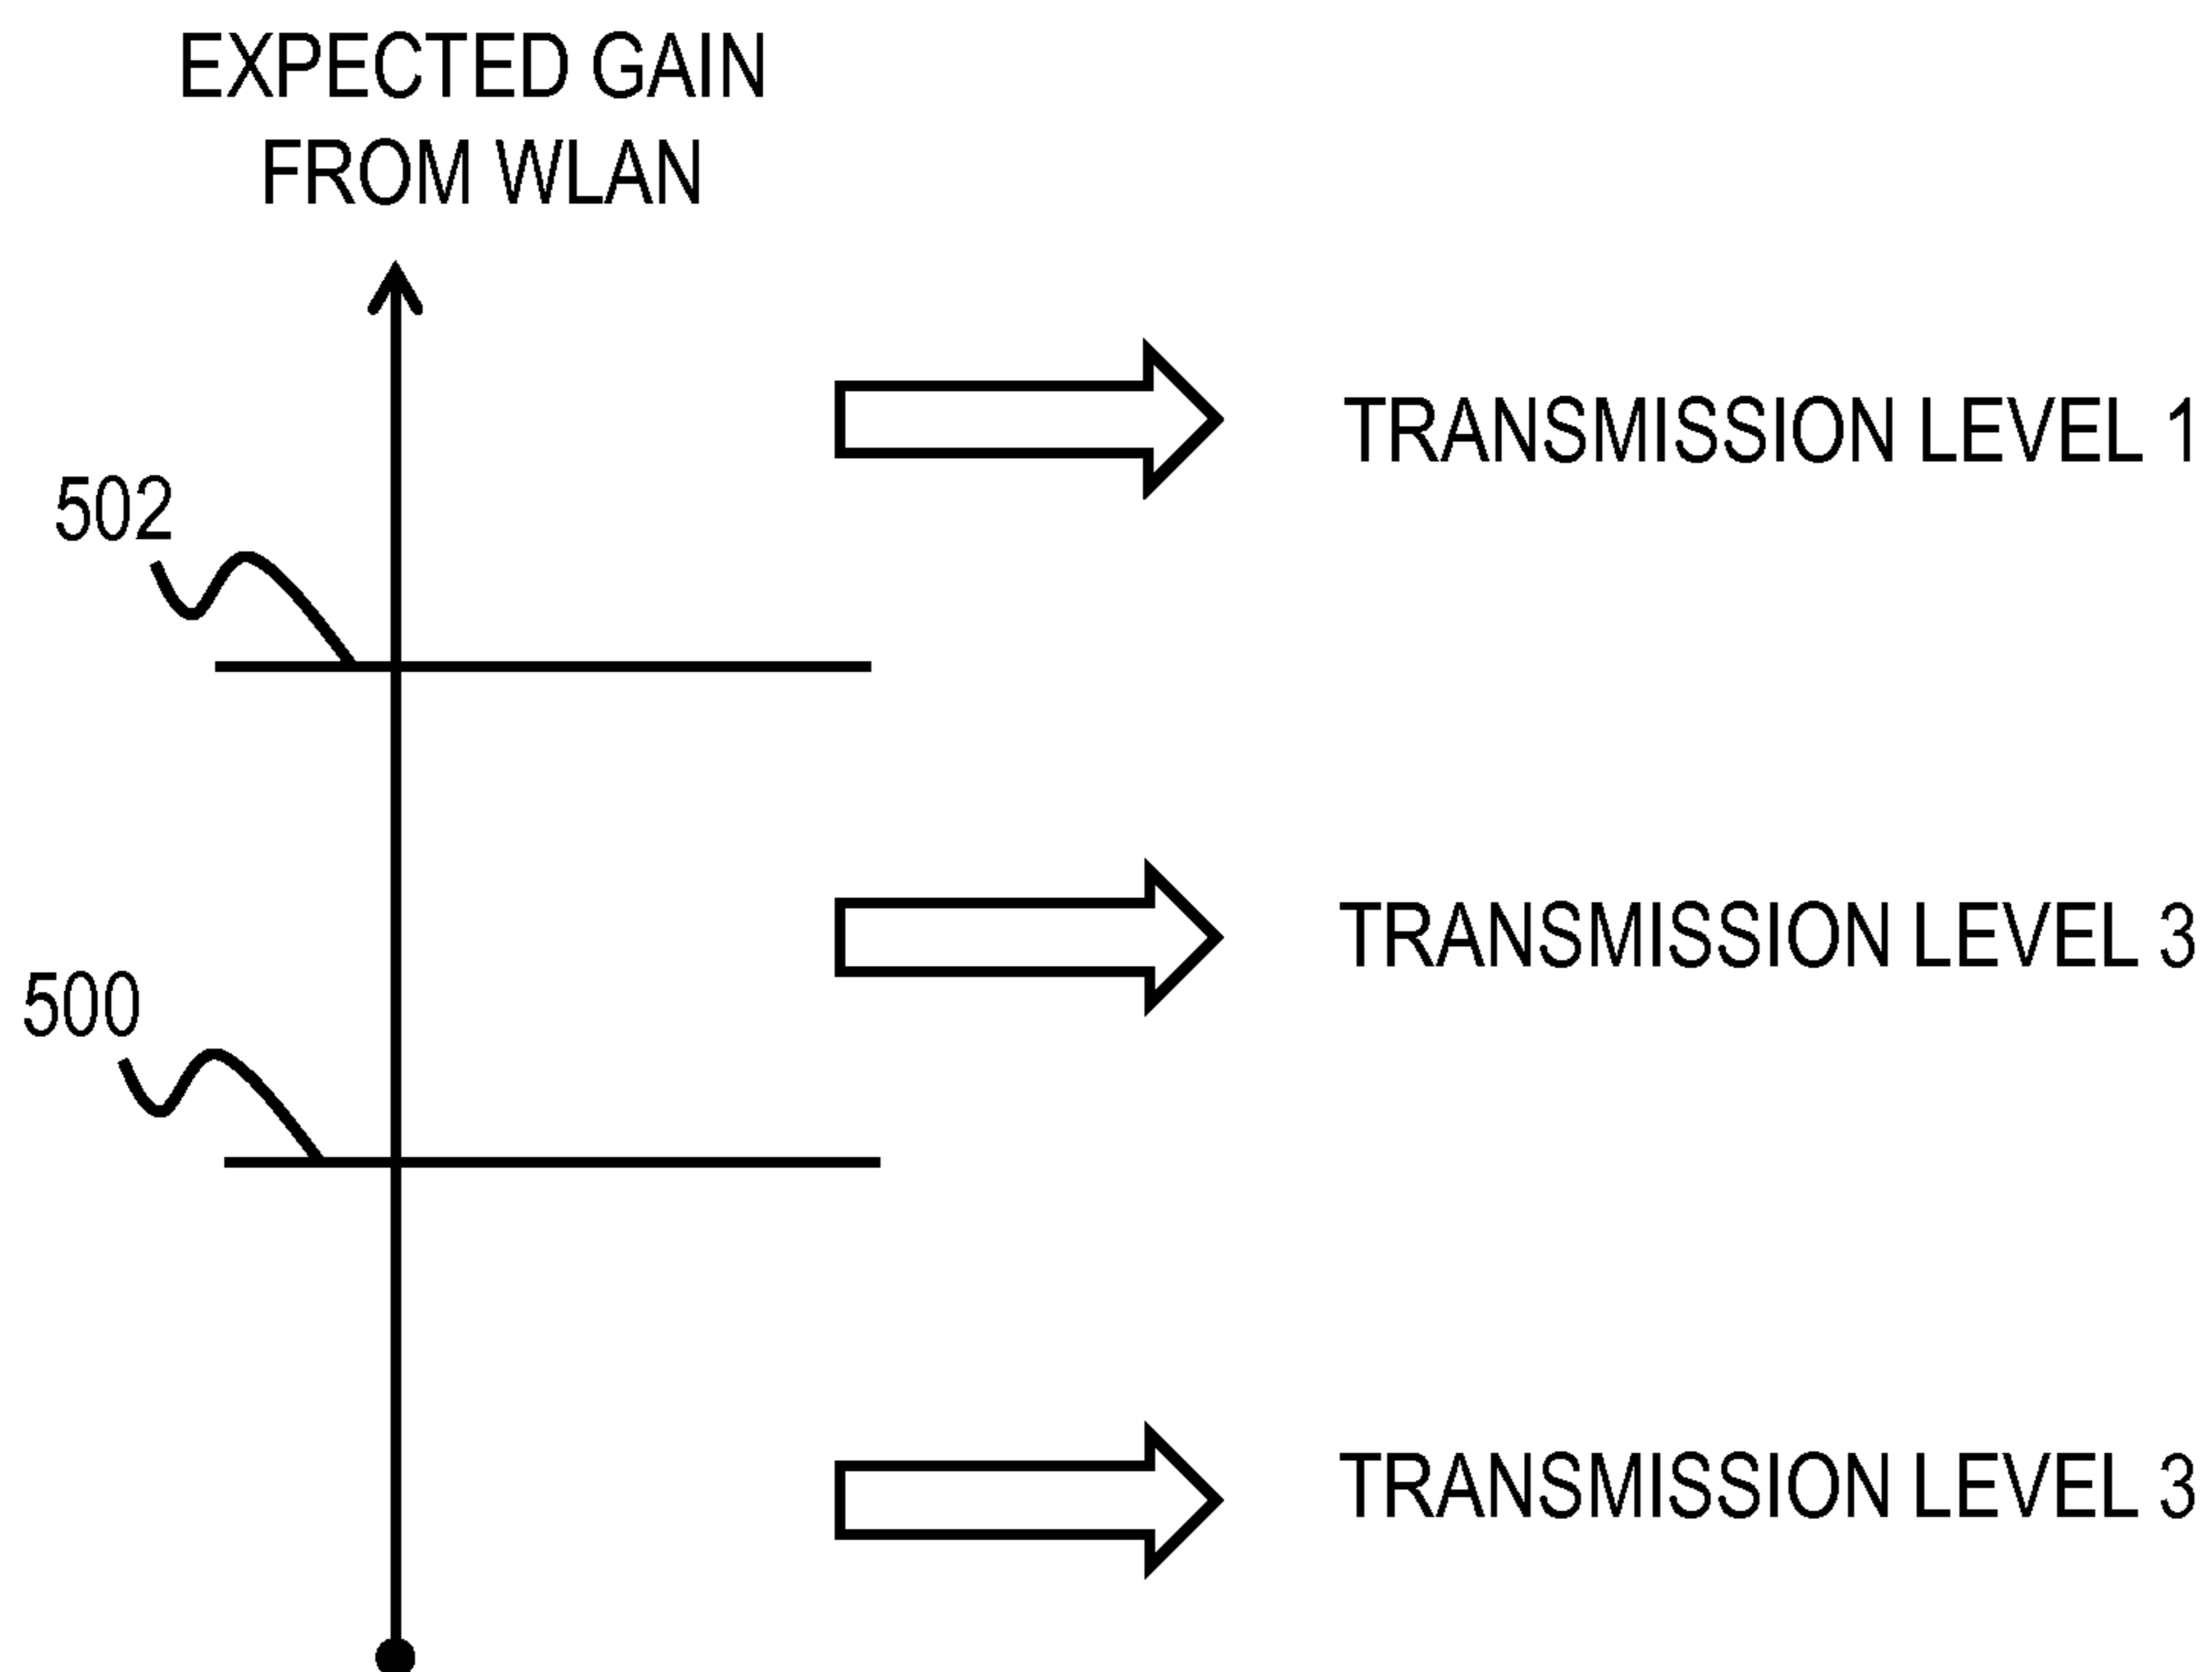 EXPECTED GAIN
FROM WLAN
TRANSMISSION LEVEL 1
502
TRANSMISSION LEVEL 3
500
TRANSMISSION LEVEL 3